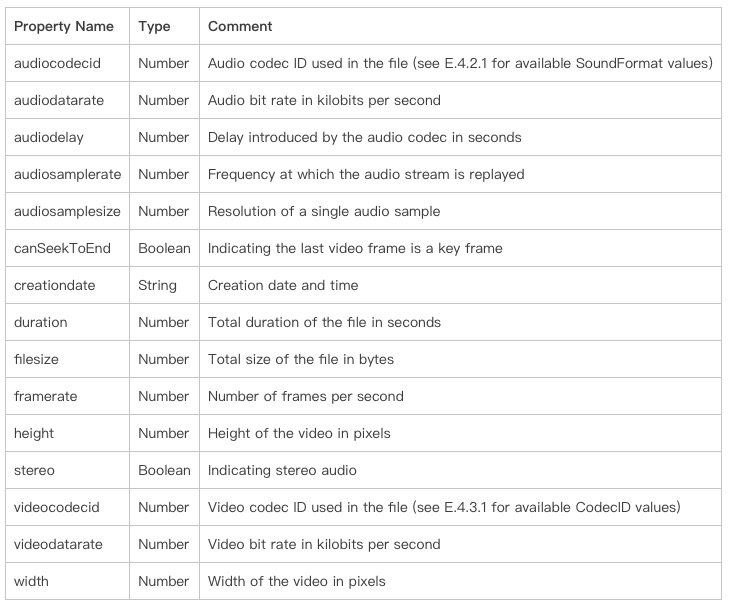 Property Name Type Comment
audiocodecid Number Audio codec ID used in the file (see E.4.2.1 for available SoundFormat values)
audiodatarate Number Audio bit rate in kilobits per second
audiodelay Number Delay introduced by the audio codec in seconds
audiosamplerate Number Frequency at which the audio stream is replayed
audiosamplesize Number Resolution of a single audio sample
canSeekToEnd Boolean Indicating the last video frame is a key frame
creationdate String Creation date and time
duration Number Total duration of the file in seconds
filesize Number Total size of the file in bytes
framerate Number Number of frames per second
height Number Height of the video in pixels
stereo Boolean Indicating stereo audio
videocodecid Number Video codec ID used in the file (see E.4.3.1 for available CodecID values)
videodatarate Number Video bit rate in kilobits per second
width Number Width of the video in pixels